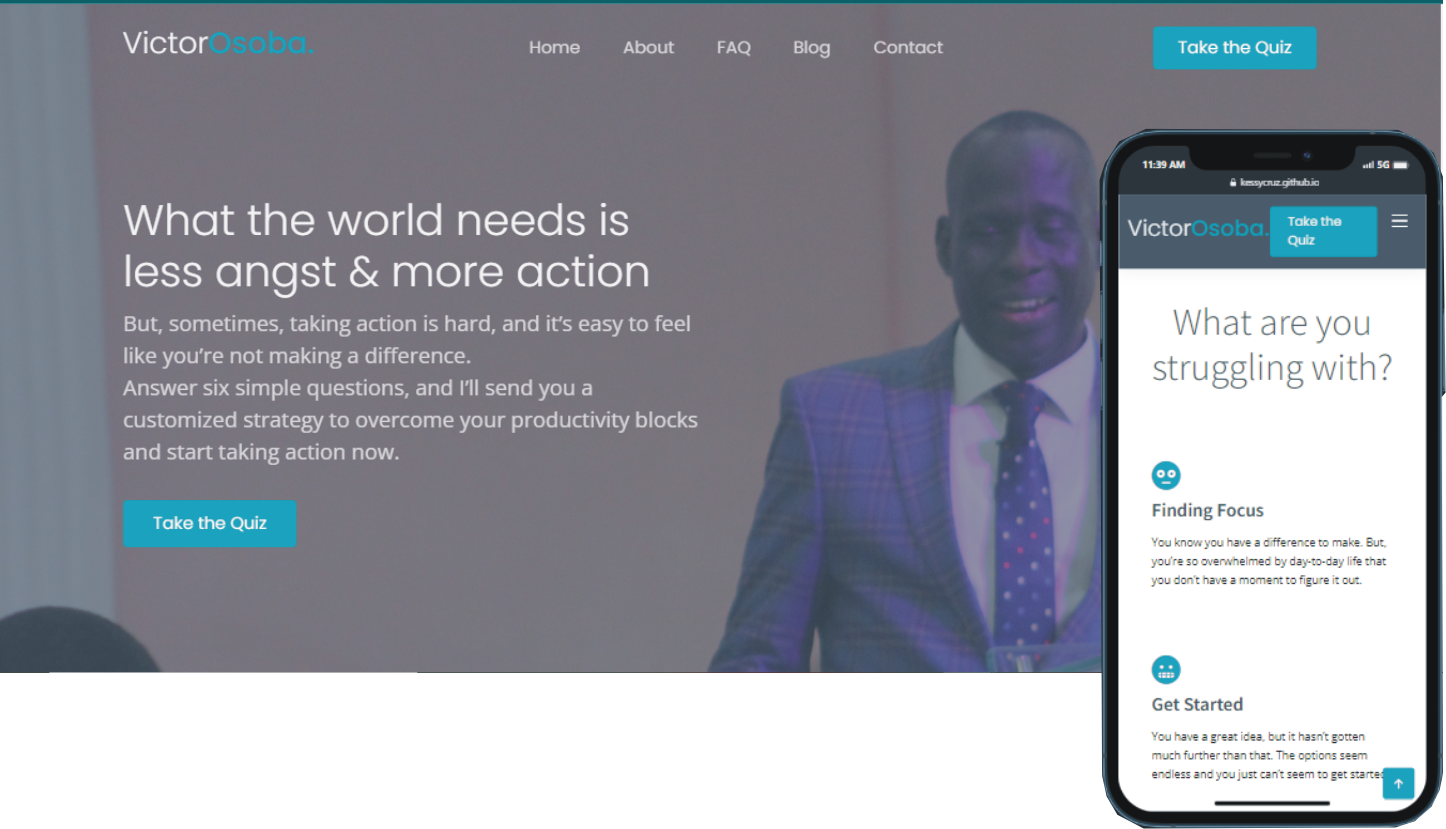 VictorOsoba.
Home About FAQ Blog Contact
Take the Quiz
What the world needs is
less angst & more action
But, sometimes, taking action is hard, and it's easy to feel
like you're not making a difference.
Answer six simple questions, and I'll send you a
customized strategy to overcome your productivity blocks
and start taking action now.
Take the Quiz
11:39 AM 5G
kessycruz.github.io
VictorOsoba.
Take the
Quiz
What are you
struggling with?
Finding Focus
You know you have a difference to make. But,
you're so overwhelmed by day-to-day life that
you don't have a moment to figure it out.
Get Started
You have a great idea, but it hasn't gotten
much further than that. The options seem
endless and you just can't seem to get started